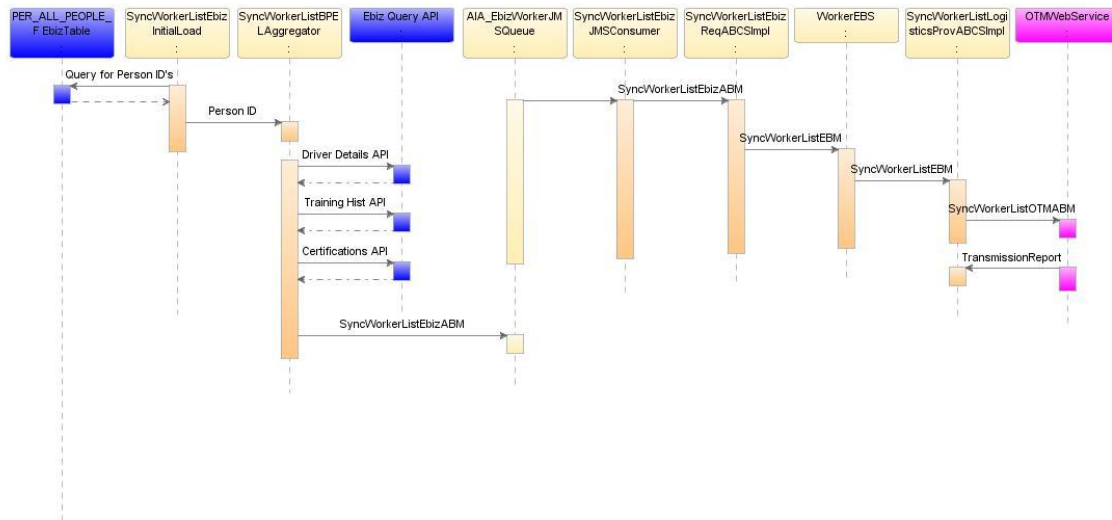 PER_ALL_PEOPLE_
F EbizTable
:
SyncWorkerListEbiz
InitialLoad
:
SyncWorkerListBPE
LAggregator
:
Ebiz Query API
:
AIA_EbizWorkerJM
SQueue
:
SyncWorkerListEbiz
JMSConsumer
:
SyncWorkerListEbiz
ReqABCSImpl
:
WorkerEBS
:
SyncWorkerListLogi
sticsProvABCSImpl
:
OTMWebService
:
Query for Person ID's
Person ID
Driver Details API
Training Hist API
Certifications API
SyncWorkerListEbizABM
SyncWorkerListEbizABM
SyncWorkerListEBM
SyncWorkerListEBM
SyncWorkerListOTMABM
TransmissionReport